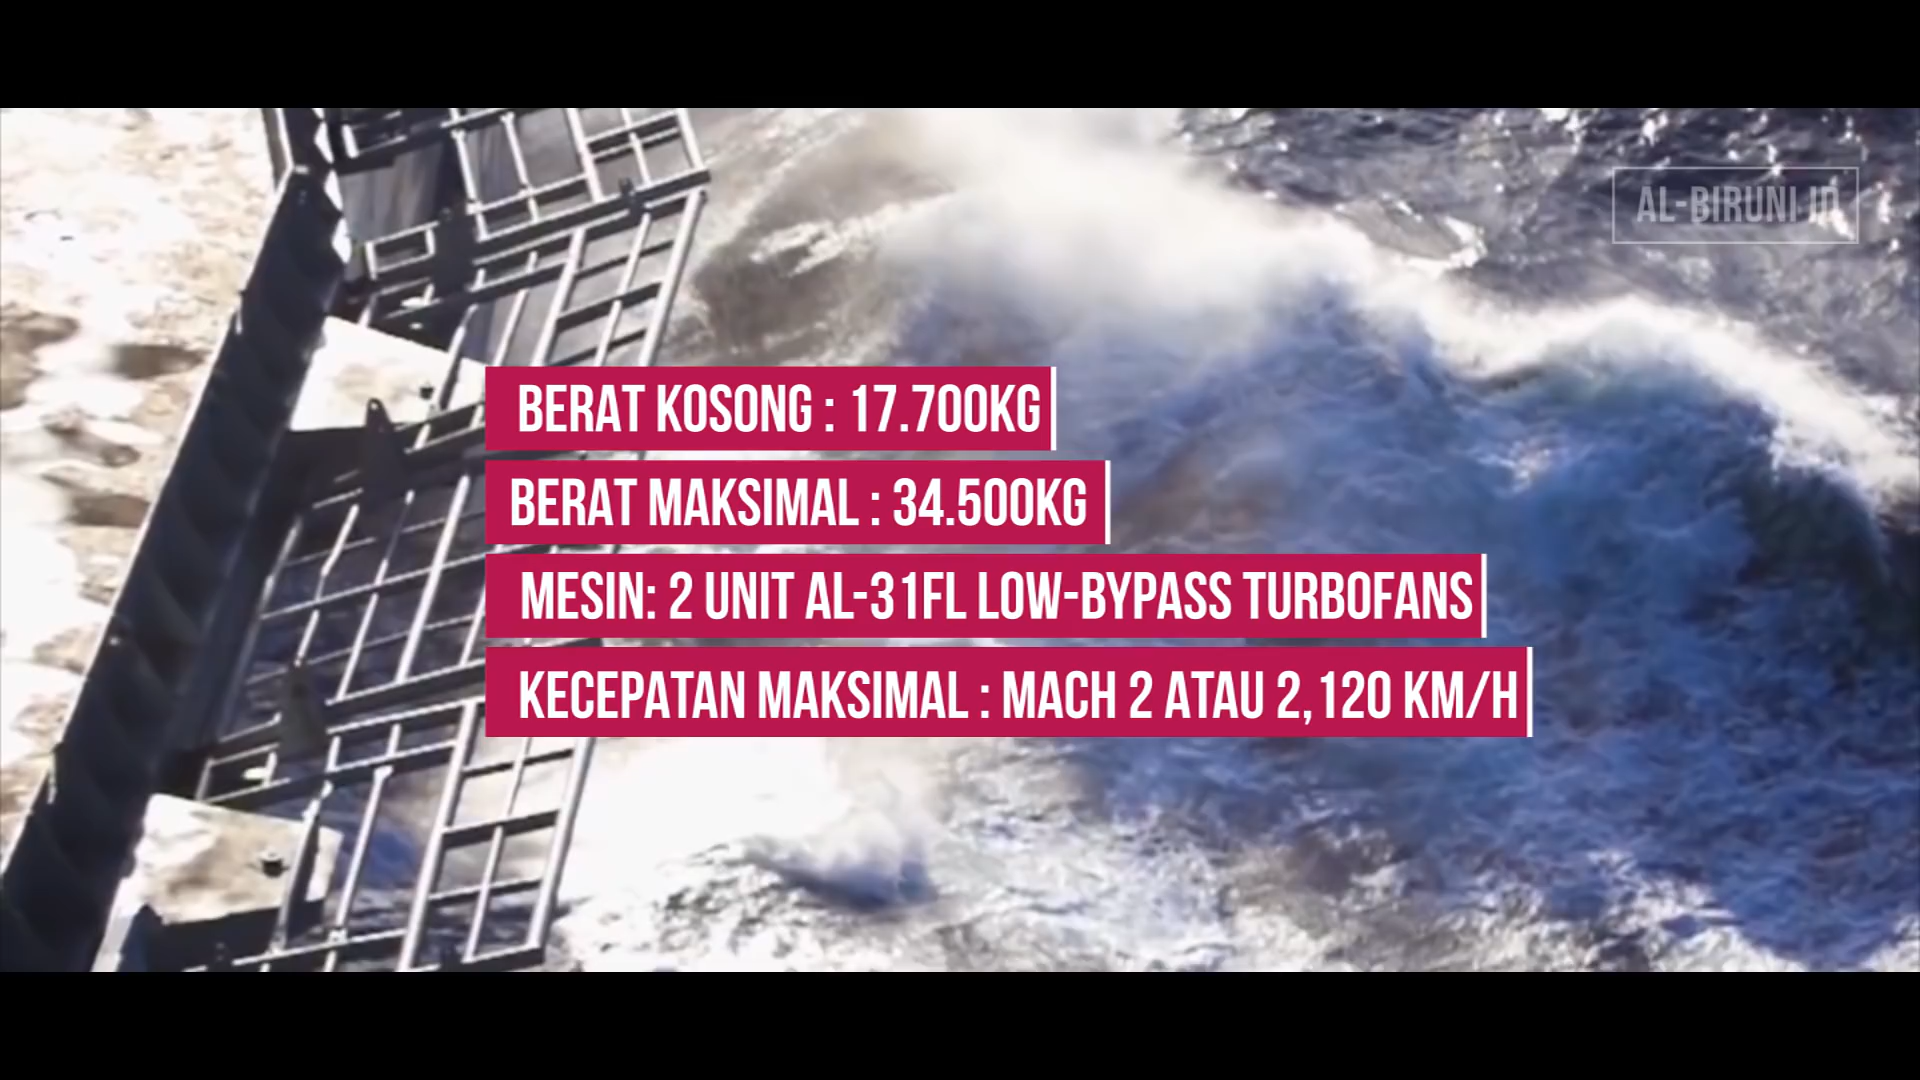 AL-BIRUNI ID
BERAT KOSONG : 17.700KG
BERAT MAKSIMAL : 34.500KG
MESIN: 2 UNIT AL-31FL LOW-BYPASS TURBOFANS
KECEPATAN MAKSIMAL : MACH 2 ATAU 2,120 KM/H